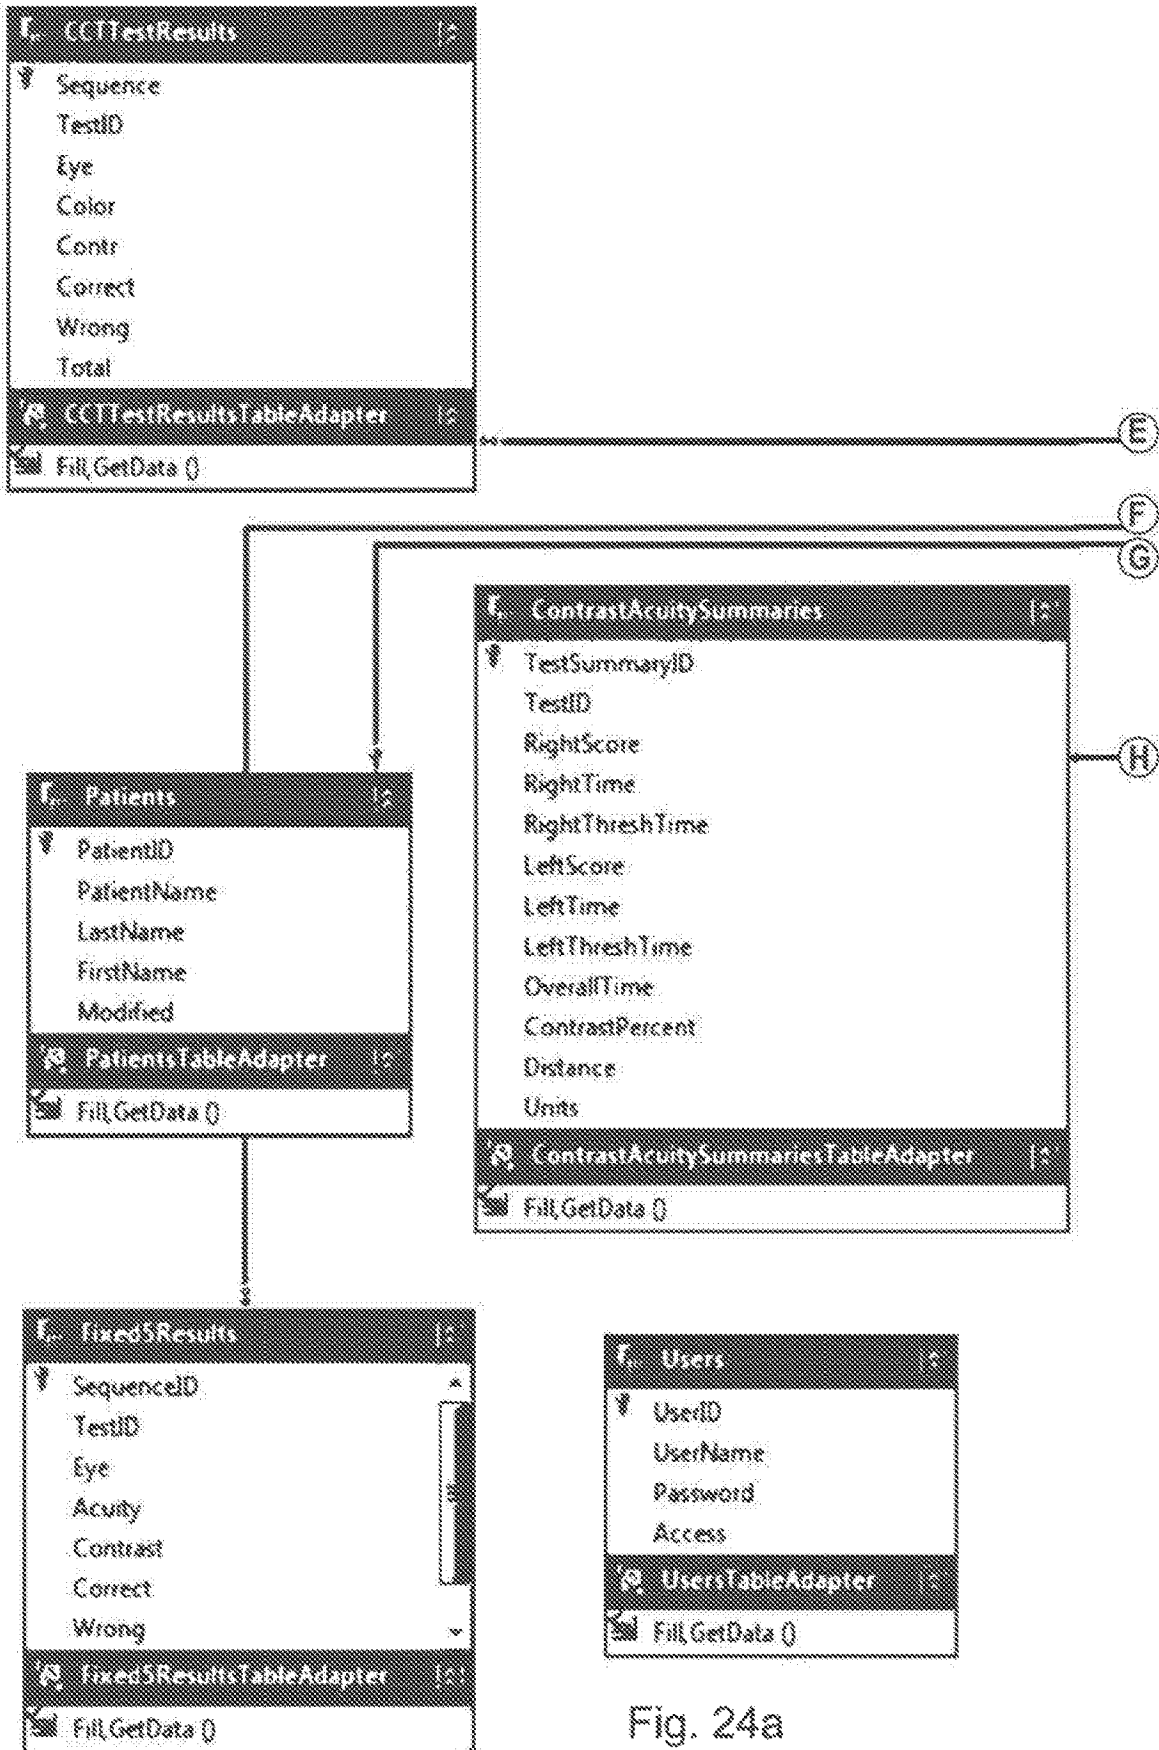 CCTTestResults
Sequence
TestID
Eye
Color
Contr
Correct
Wrong
Total
CCTTestResultsTableAdapter
Fill,GetData ()
E
F
G
ContrastAcuitySummaries
TestSummaryID
TestID
RightScore
RightTime
RightThreshTime
LeftScore
LeftTime
LeftThreshTime
OverallTime
ContrastPercent
Distance
Units
ContrastAcuitySummariesTableAdapter
Fill,GetData ()
H
Patients
PatientID
PatientName
LastName
FirstName
Modified
PatientsTableAdapter
Fill,GetData ()
Fixed5Results
SequenceID
TestID
Eye
Acuity
Contrast
Correct
Wrong
Fixed5ResultsTableAdapter
Fill,GetData ()
Users
UserID
UserName
Password
Access
UsersTableAdapter
Fill,GetData ()
Fig. 24a